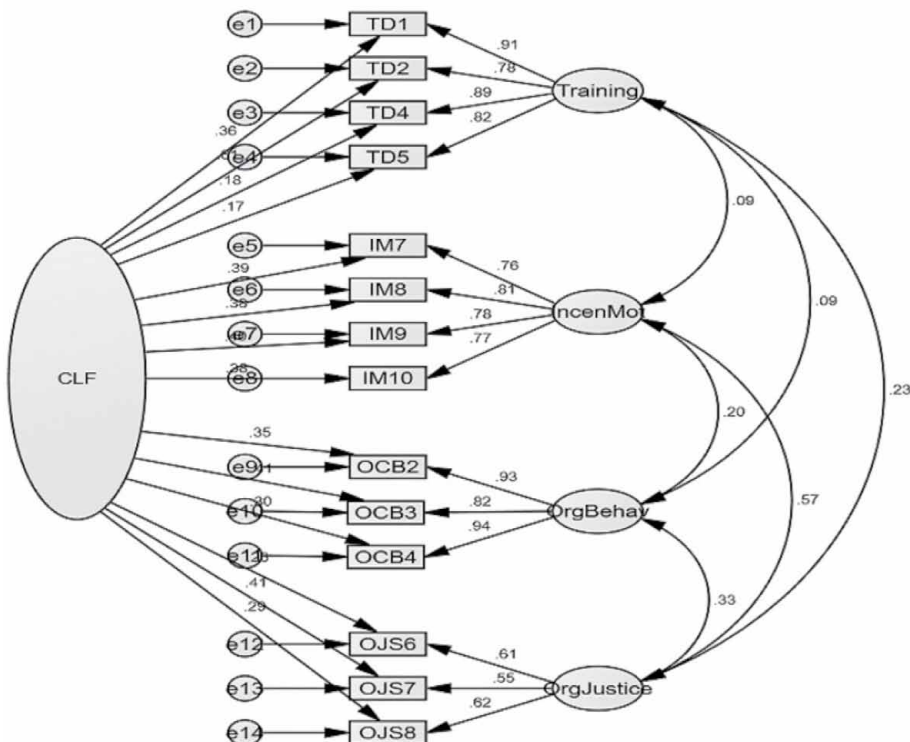 e1 TD1
.91
e2 TD2
.78
Training
e3 TD4
.89
.36
.82
e4 TD5
.18
.17
.09
e5 IM7
.76
.39
e6 IM8
.81
.38
ncenMot
.09
e7 IM9
.78
.77
CLF
.38
e8 IM10
.23
.20
.35
e9 OCB2
.93
.57
.82
.30
e10 OCB3
OrgBehav
.94
e11 OCB4
.41
.33
.29
e12 OJS6
.61
.55
e13 OJS7
OrgJustice
.62
e14 OJS8